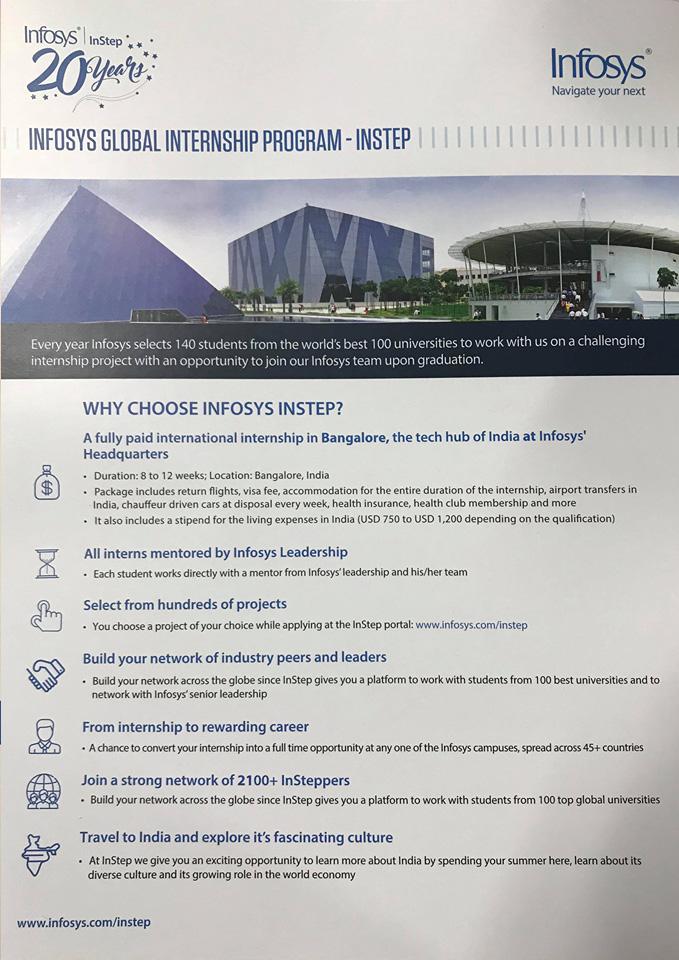 Infosys® | InStep
20 Years
Infosys®
Navigate your next
INFOSYS GLOBAL INTERNSHIP PROGRAM - INSTEP
Every year Infosys selects 140 students from the world's best 100 universities to work with us on a challenging
internship project with an opportunity to join our Infosys team upon graduation.
WHY CHOOSE INFOSYS INSTEP?
A fully paid international internship in Bangalore, the tech hub of India at Infosys'
Headquarters
• Duration: 8 to 12 weeks; Location: Bangalore, India
• Package includes return flights, visa fee, accommodation for the entire duration of the internship, airport transfers in
India, chauffeur driven cars at disposal every week, health insurance, health club membership and more
• It also includes a stipend for the living expenses in India (USD 750 to USD 1,200 depending on the qualification)
$
All interns mentored by Infosys Leadership
• Each student works directly with a mentor from Infosys' leadership and his/her team
Select from hundreds of projects
• You choose a project of your choice while applying at the InStep portal: www.infosys.com/instep
Build your network of industry peers and leaders
• Build your network across the globe since InStep gives you a platform to work with students from 100 best universities and to
network with Infosys' senior leadership
From internship to rewarding career
• A chance to convert your internship into a full time opportunity at any one of the Infosys campuses, spread across 45+ countries
Join a strong network of 2100+ InSteppers
• Build your network across the globe since InStep gives you a platform to work with students from 100 top global universities
Travel to India and explore it's fascinating culture
• At InStep we give you an exciting opportunity to learn more about India by spending your summer here, learn about its
diverse culture and its growing role in the world economy
www.infosys.com/instep